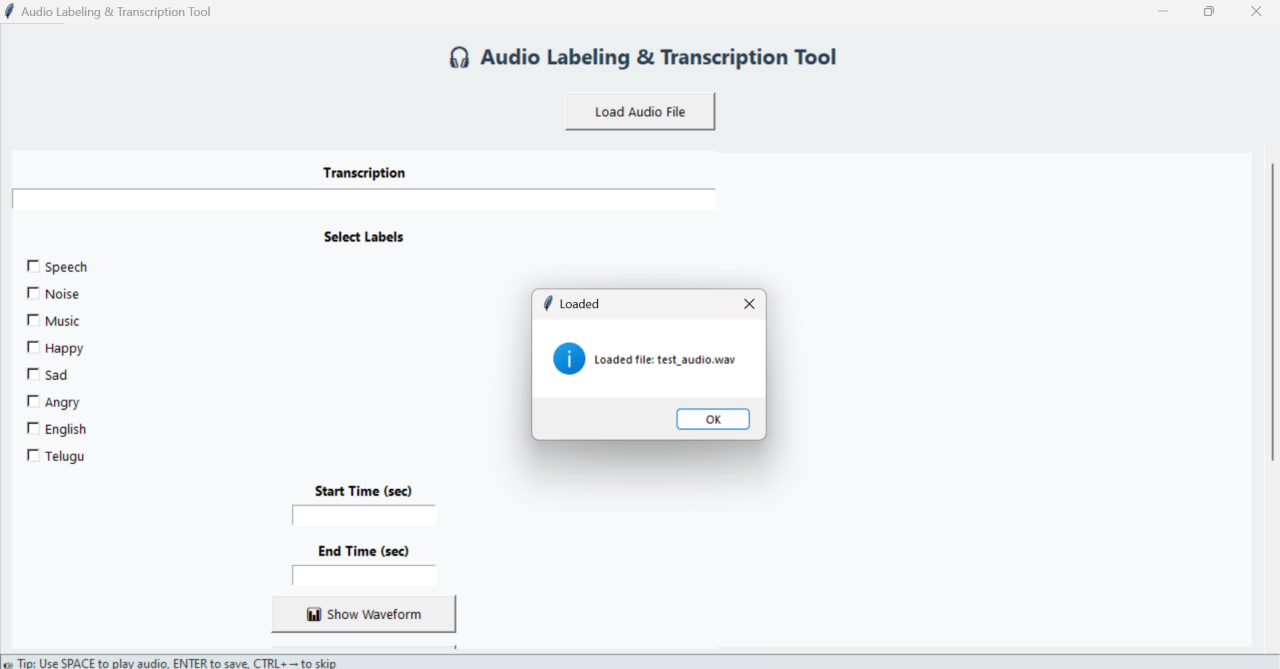 Audio Labeling & Transcription Tool
🎧 Audio Labeling & Transcription Tool
Load Audio File
Transcription
Select Labels
Speech
Noise
Music
Happy
Sad
Angry
English
Telugu
Loaded
Loaded file: test_audio.wav
OK
Start Time (sec)
End Time (sec)
📊 Show Waveform
Tip: Use SPACE to play audio, ENTER to save, CTRL+→ to skip